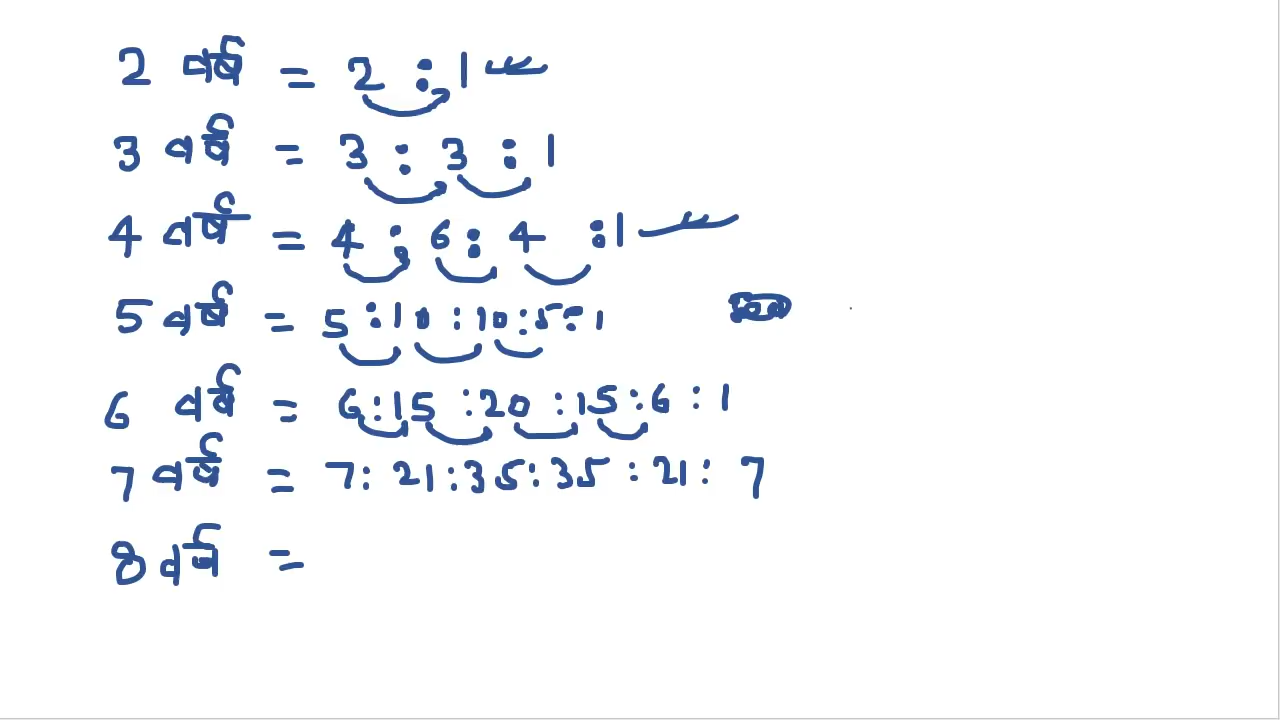 2 वर्ष = 2 : 1
3 वर्ष = 3 : 3 : 1
4 वर्ष = 4 : 6 : 4 : 1
5 वर्ष = 5 : 10 : 10 : 5 : 1
6 वर्ष = 6 : 15 : 20 : 15 : 6 : 1
7 वर्ष = 7 : 21 : 35 : 35 : 21 : 7
8 वर्ष =